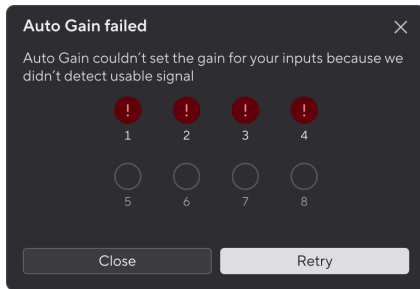 Auto Gain failed
Auto Gain couldn't set the gain for your inputs because we
didn't detect usable signal
! ! ! !
1 2 3 4
5 6 7 8
Close Retry